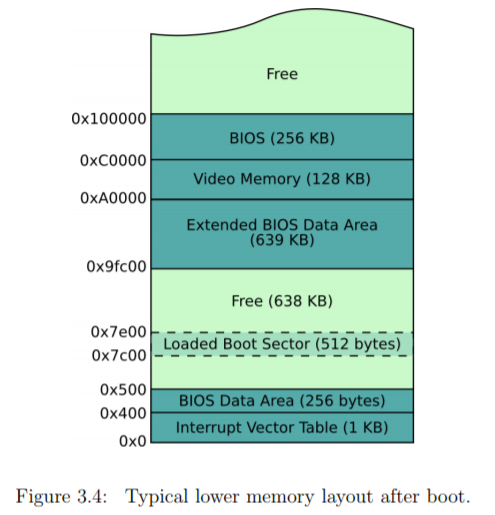 Free
0x100000
BIOS (256 KB)
0xC0000
Video Memory (128 KB)
0xA0000
Extended BIOS Data Area
(639 KB)
0x9fc00
Free (638 KB)
0x7e00
Loaded Boot Sector (512 bytes)
0x7c00
0x500
BIOS Data Area (256 bytes)
0x400
Interrupt Vector Table (1 KB)
0x0
Figure 3.4: Typical lower memory layout after boot.